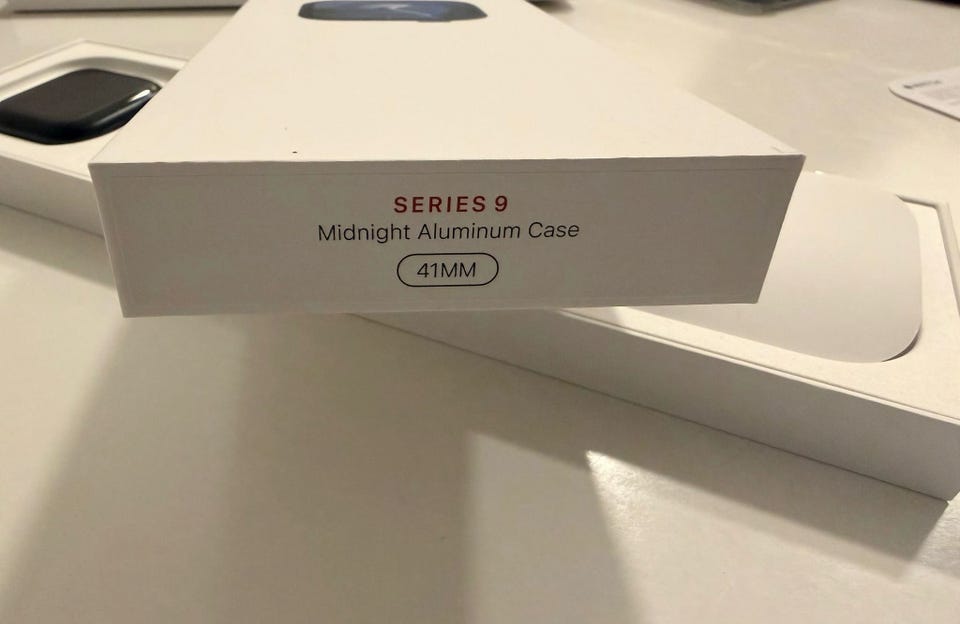 SERIES 9
Midnight Aluminum Case
41MM